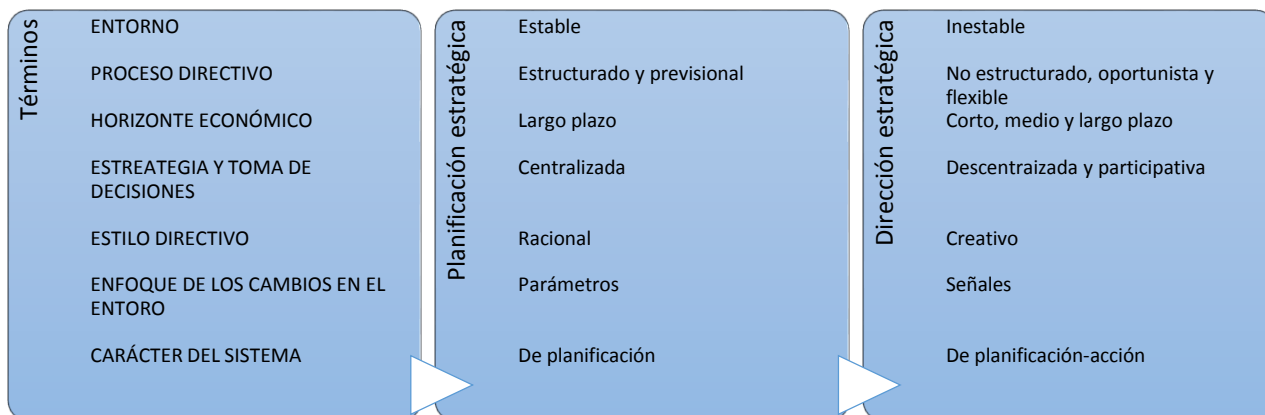 Términos
ENTORNO
PROCESO DIRECTIVO
HORIZONTE ECONÓMICO
ESTREATEGIA Y TOMA DE
DECISIONES
ESTILO DIRECTIVO
ENFOQUE DE LOS CAMBIOS EN EL
ENTORO
CARÁCTER DEL SISTEMA
Planificación estratégica
Estable
Estructurado y previsional
Largo plazo
Centralizada
Racional
Parámetros
De planificación
Dirección estratégica
Inestable
No estructurado, oportunista y
flexible
Corto, medio y largo plazo
Descentraizada y participativa
Creativo
Señales
De planificación-acción